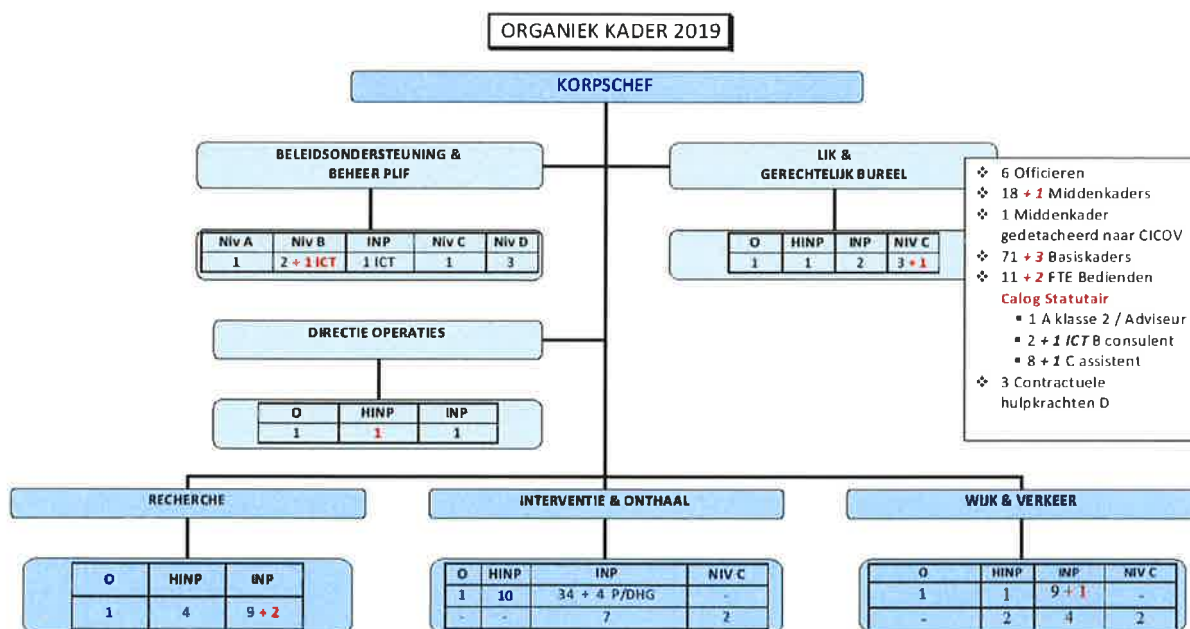 ORGANIEK KADER 2019
KORPSCHEF
BELEIDSONDERSTEUNING &
BEHEER PLIF
Niv A Niv B INP Niv C Niv D
1 2 + 1 ICT 1 ICT 1 3
LIK &
GERECHTELIJK BUREEL
O HINP INP NIV C
1 1 2 3 + 1
❖ 6 Officieren
❖ 18 + 1 Middenkaders
❖ 1 Middenkader
gedetacheerd naar CICOV
❖ 71 + 3 Basiskaders
❖ 11 + 2 FTE Bedienden
Calog Statutair
▪ 1 A klasse 2 / Adviseur
▪ 2 + 1 ICT B consulent
▪ 8 + 1 C assistent
❖ 3 Contractuele
hulpkrachten D
DIRECTIE OPERATIES
O HINP INP
1 1 1
RECHERCHE
O HINP INP
1 4 9 + 2
INTERVENTIE & ONTHAAL
O HINP INP NIV C
1 10 34 + 4 P/DHG -
- - 7 2
WIJK & VERKEER
O HINP INP NIV C
1 1 9 + 1 -
- 2 4 2